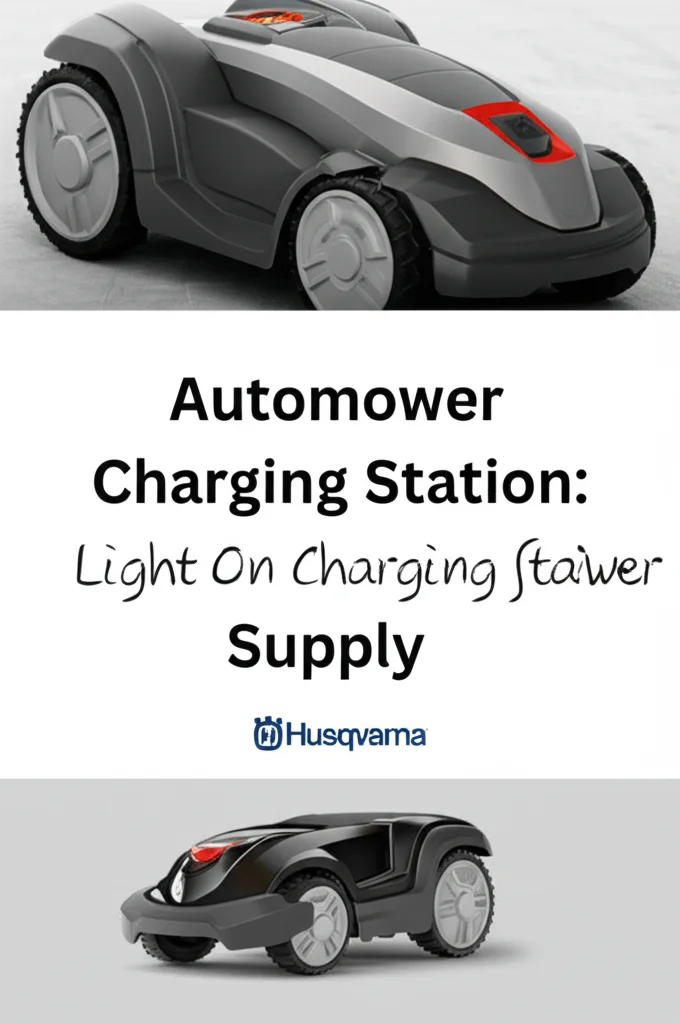 Automower
Charging Station:
Light On Charging Staiwer
Supply
Husqvarna